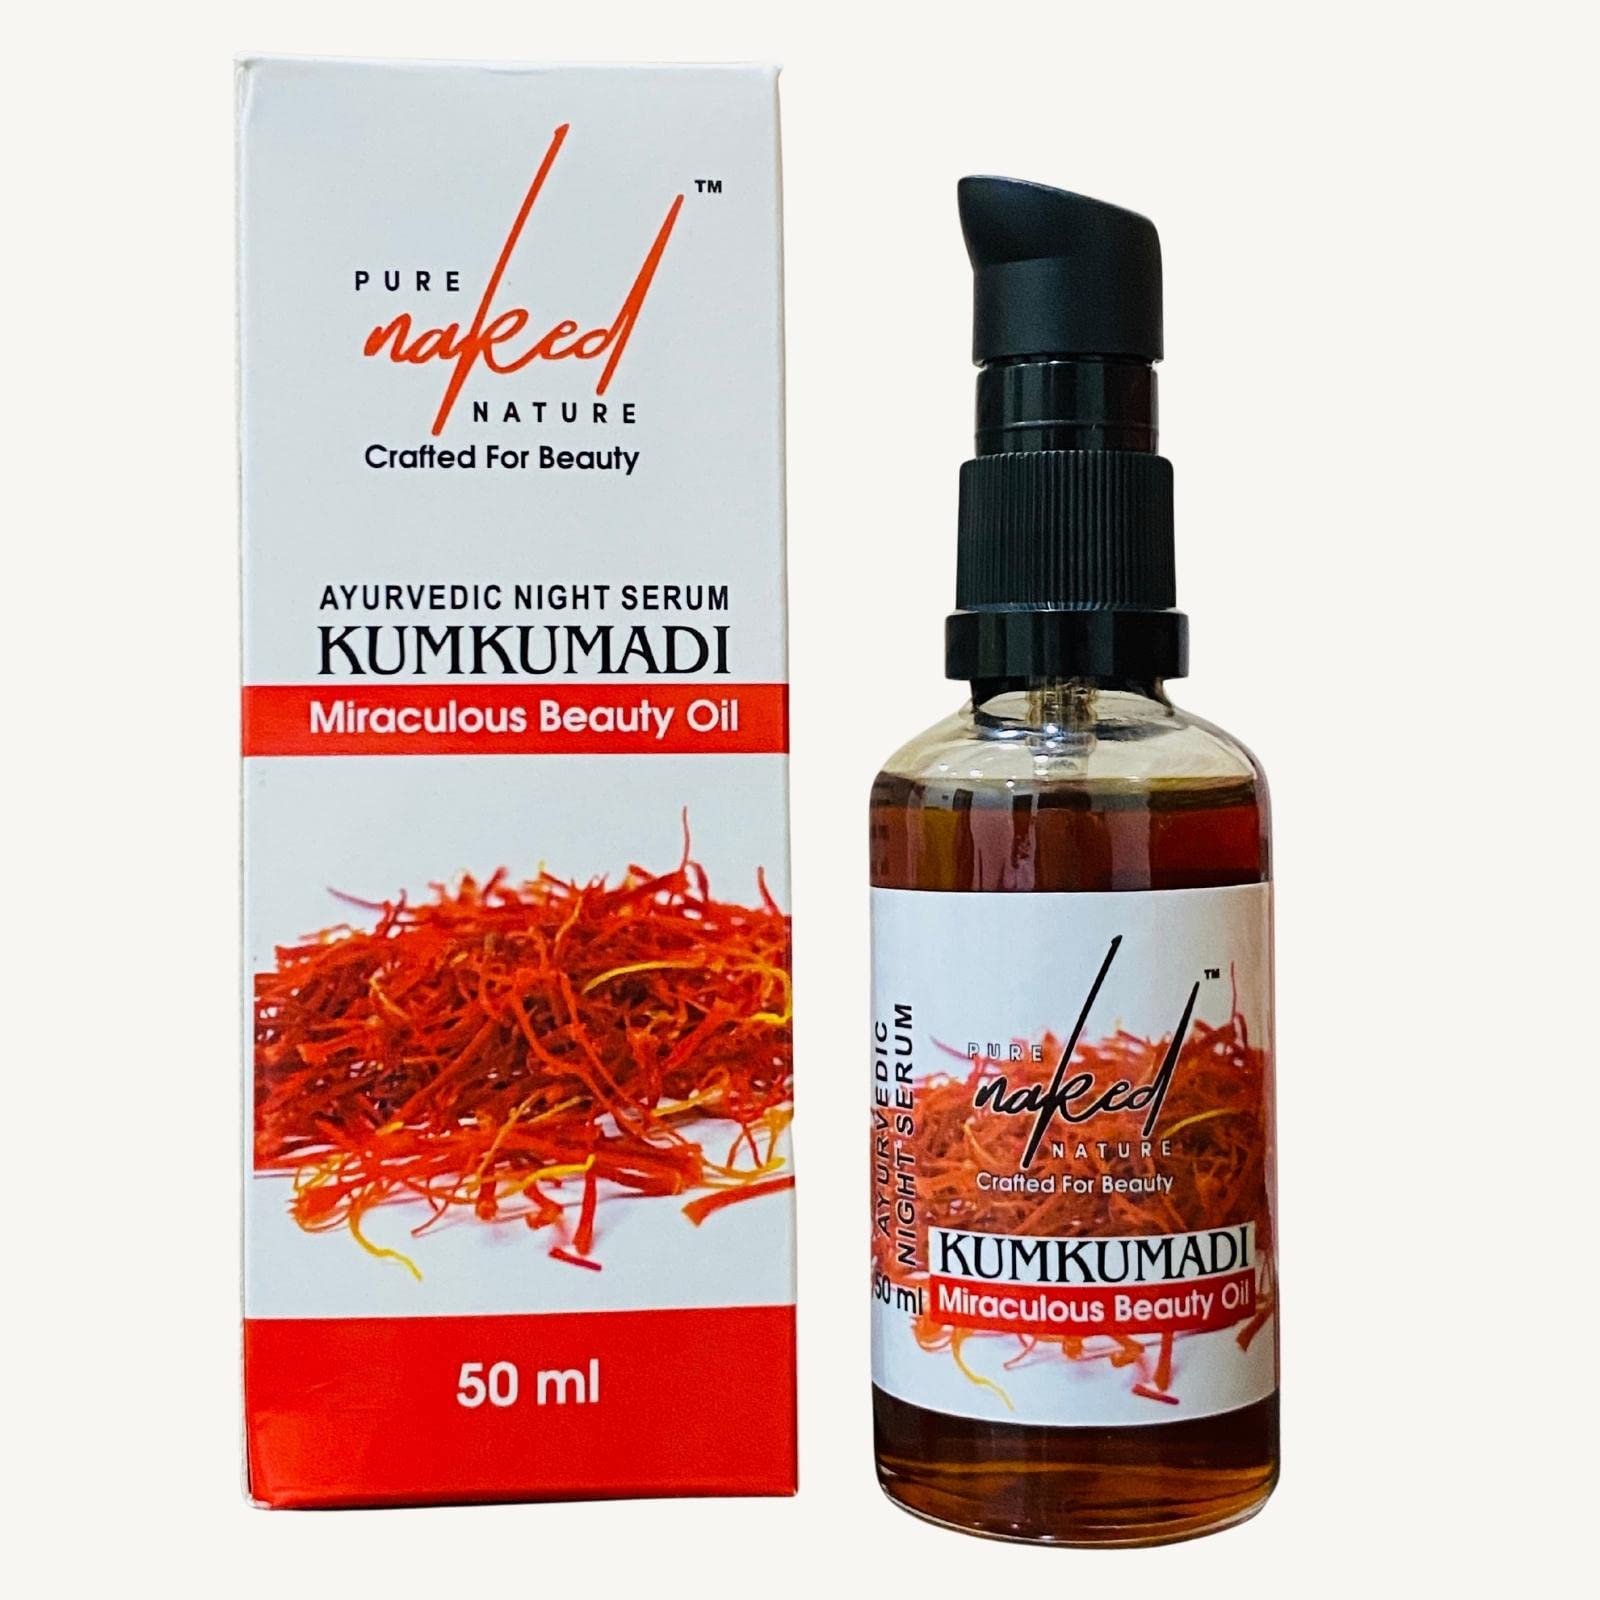 TM
PURE
naked
NATURE
Crafted For Beauty
AYURVEDIC NIGHT SERUM
KUMKUMADI
Miraculous Beauty Oil
50 ml
TM
PURE
naked
NATURE
Crafted For Beauty
AYURVEDIC
NIGHT SERUM
KUMKUMADI
50 ml
Miraculous Beauty Oil